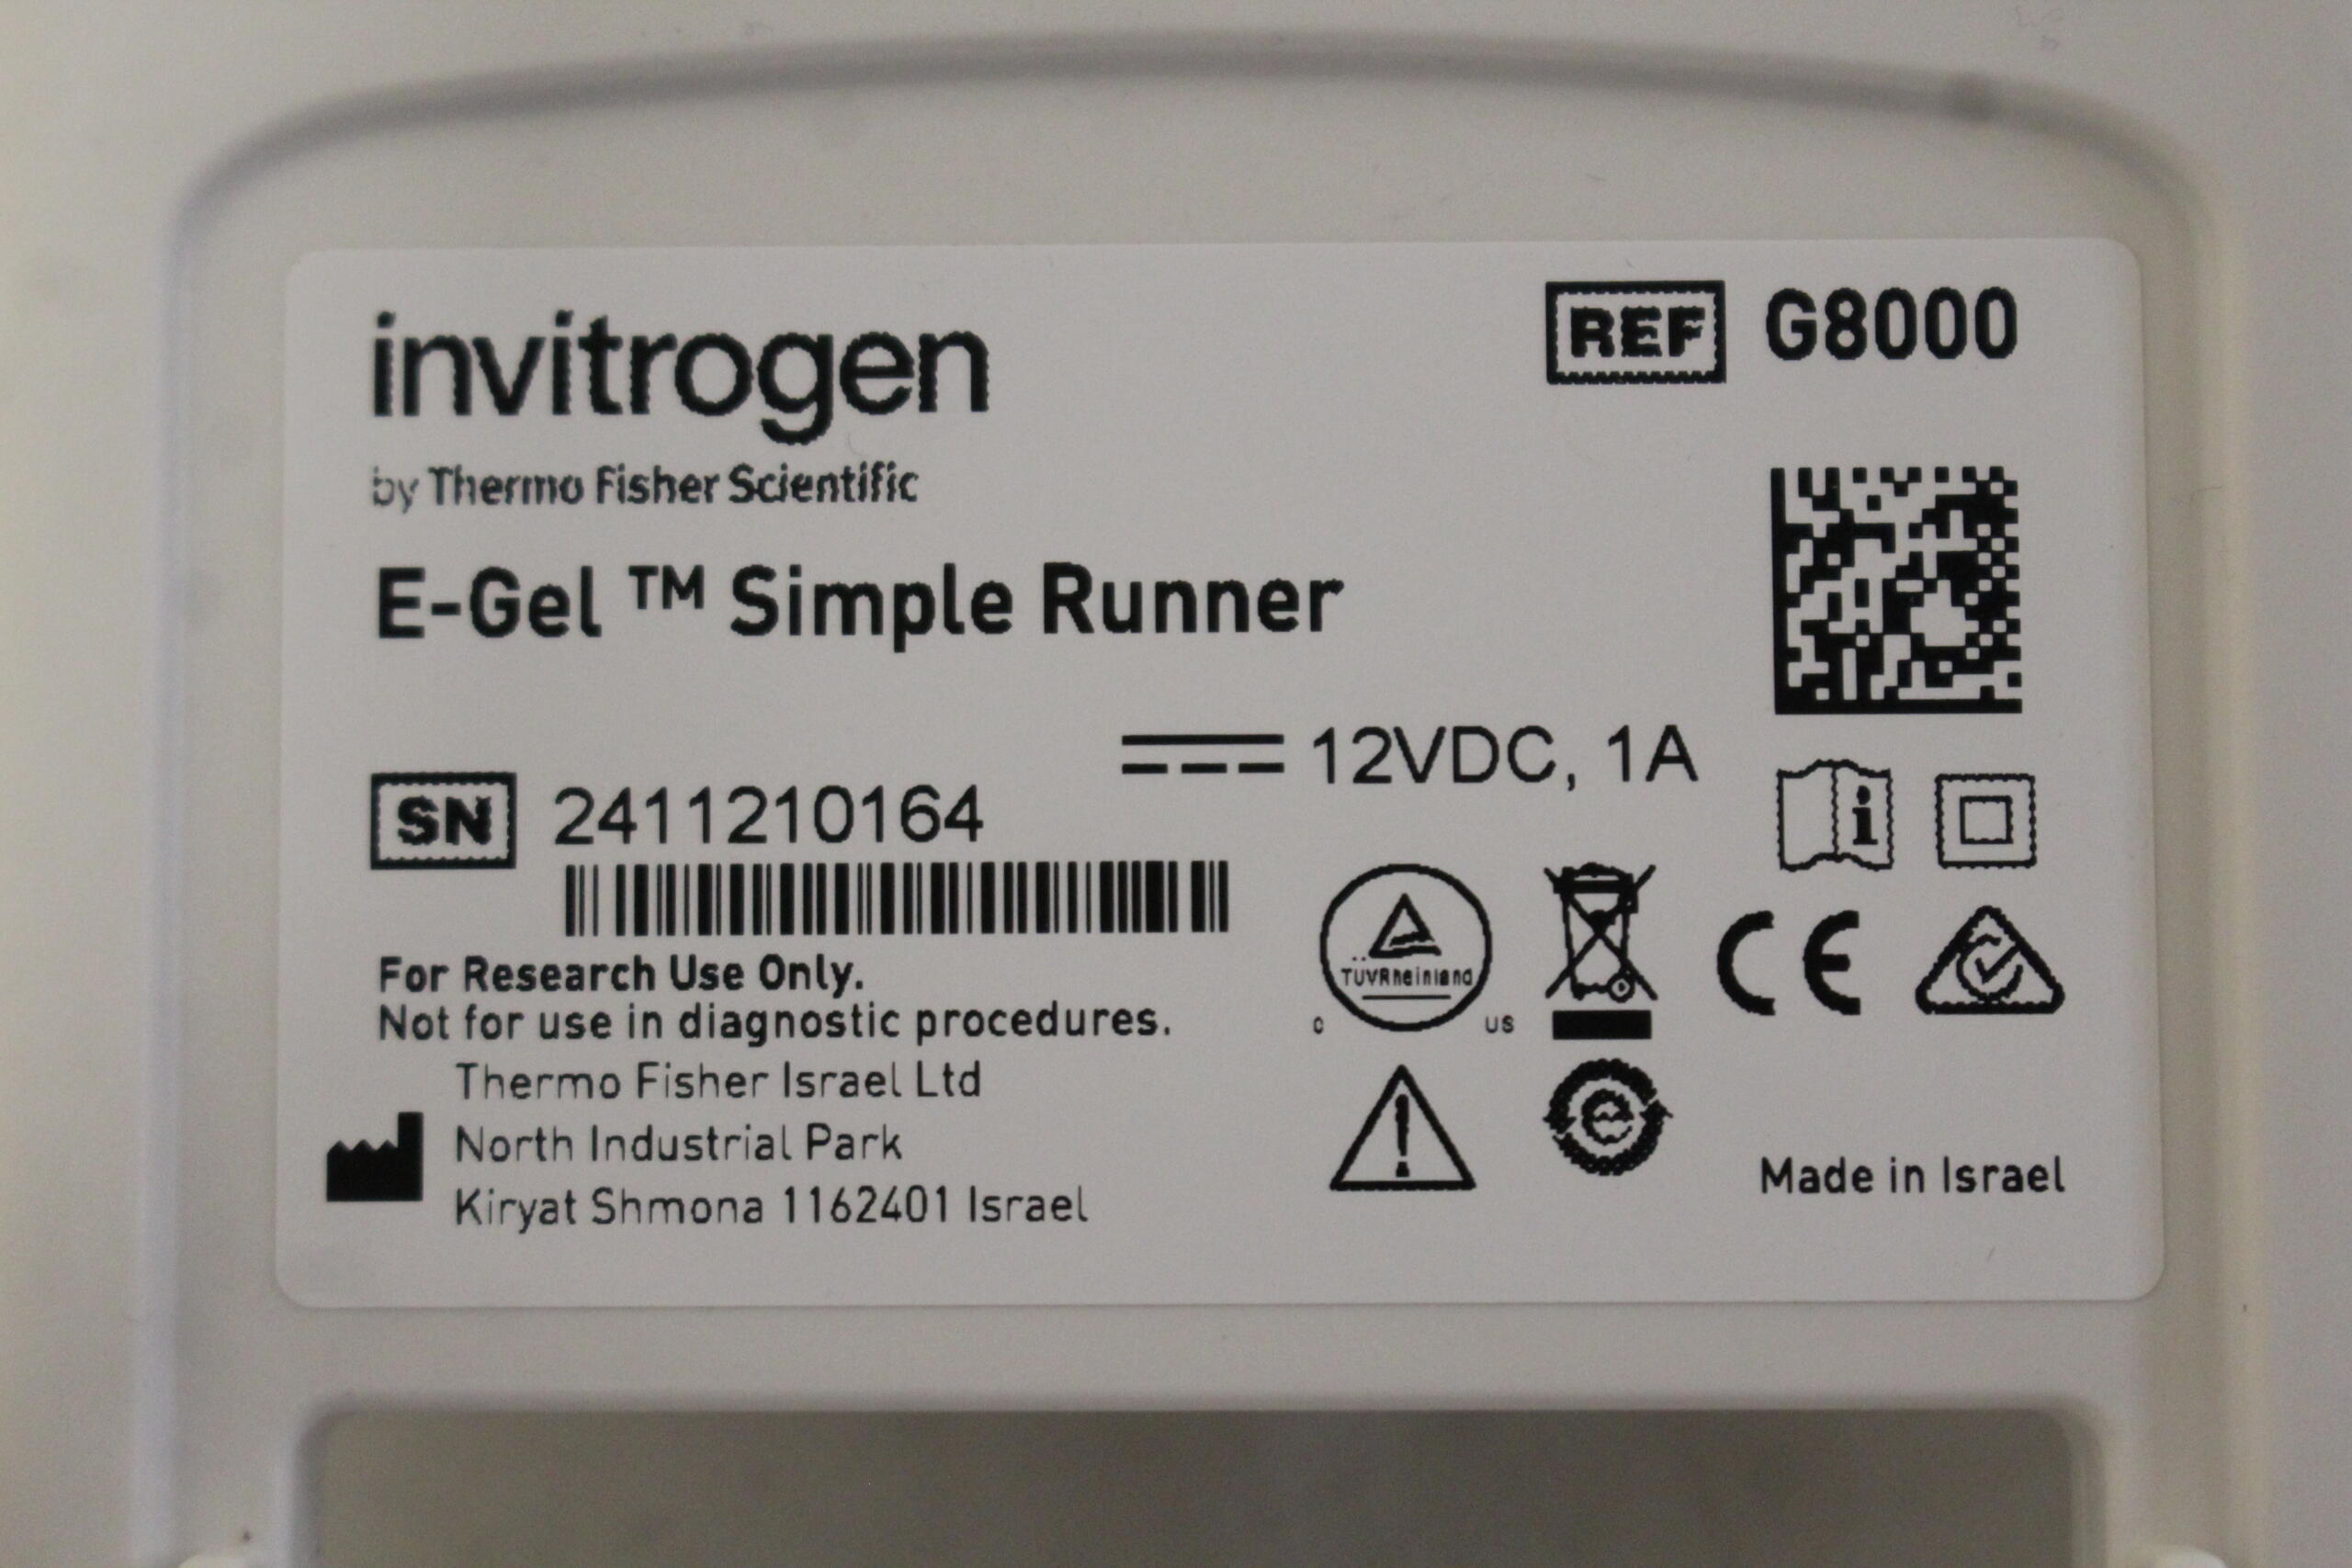 invitrogen
by Thermo Fisher Scientific
REF G8000
E-Gel ™ Simple Runner
12VDC, 1A
SN 2411210164
For Research Use Only.
Not for use in diagnostic procedures.
Thermo Fisher Israel Ltd
North Industrial Park
Kiryat Shmona 1162401 Israel
TÜVRheinland
c US
i
CE
e
Made in Israel